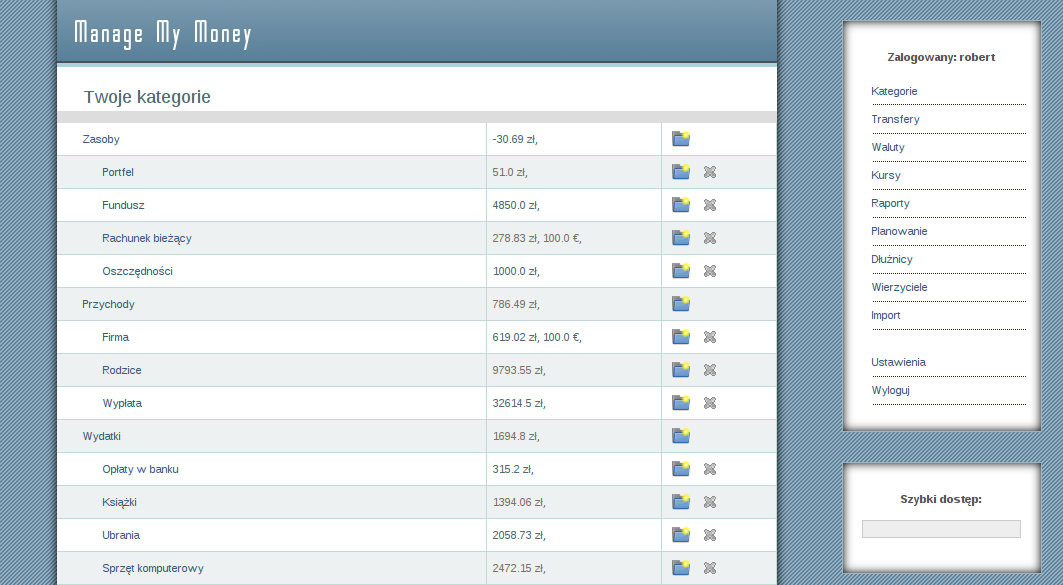 Manage My Money
Twoje kategorie
Zasoby -30.69 zł,
Portfel 51.0 zł,
Fundusz 4850.0 zł,
Rachunek bieżący 278.83 zł, 100.0 €,
Oszczędności 1000.0 zł,
Przychody 786.49 zł,
Firma 619.02 zł, 100.0 €,
Rodzice 9793.55 zł,
Wypłata 32614.5 zł,
Wydatki 1694.8 zł,
Opłaty w banku 315.2 zł,
Książki 1394.06 zł,
Ubrania 2058.73 zł,
Sprzęt komputerowy 2472.15 zł,
Zalogowany: robert
Kategorie
Transfery
Waluty
Kursy
Raporty
Planowanie
Dłużnicy
Wierzyciele
Import
Ustawienia
Wyloguj
Szybki dostęp: